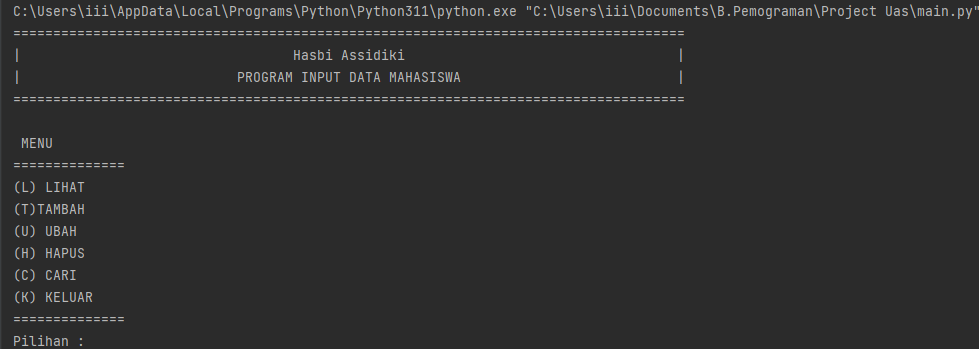 C:\Users\iii\AppData\Local\Programs\Python\Python311\python.exe "C:\Users\iii\Documents\B.Pemograman\Project Uas\main.py"
====================================================================================
| Hasbi Assidiki |
| PROGRAM INPUT DATA MAHASISWA |
====================================================================================
MENU
==============
(L) LIHAT
(T)TAMBAH
(U) UBAH
(H) HAPUS
(C) CARI
(K) KELUAR
==============
Pilihan :